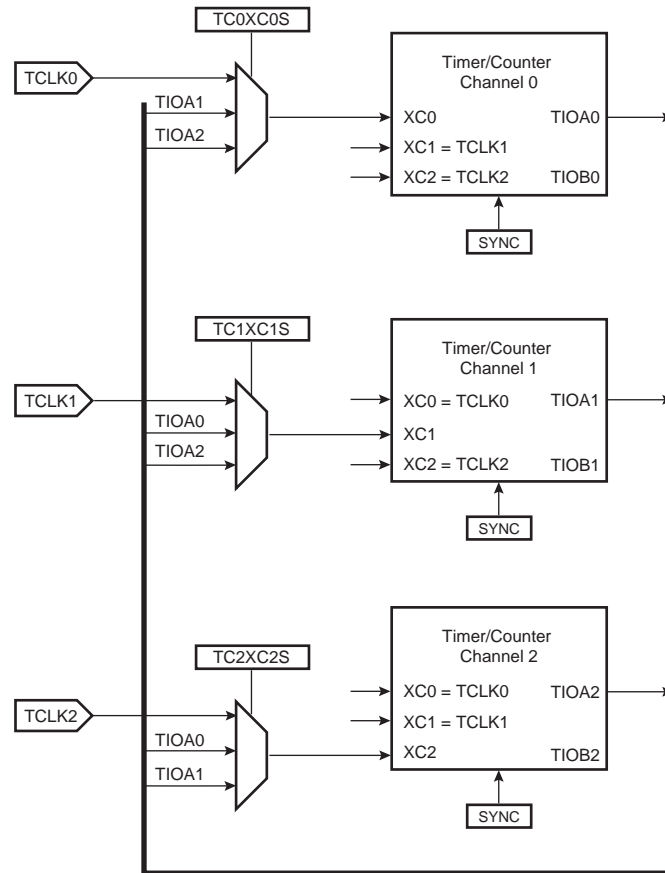 TC0XC0S
TCLK0
TIOA1
TIOA2
Timer/Counter
Channel 0
XC0
TIOA0
XC1 = TCLK1
XC2 = TCLK2
TIOB0
SYNC
TC1XC1S
TCLK1
TIOA0
TIOA2
Timer/Counter
Channel 1
XC0 = TCLK0
TIOA1
XC1
XC2 = TCLK2
TIOB1
SYNC
TC2XC2S
TCLK2
TIOA0
TIOA1
Timer/Counter
Channel 2
XC0 = TCLK0
TIOA2
XC1 = TCLK1
XC2
TIOB2
SYNC